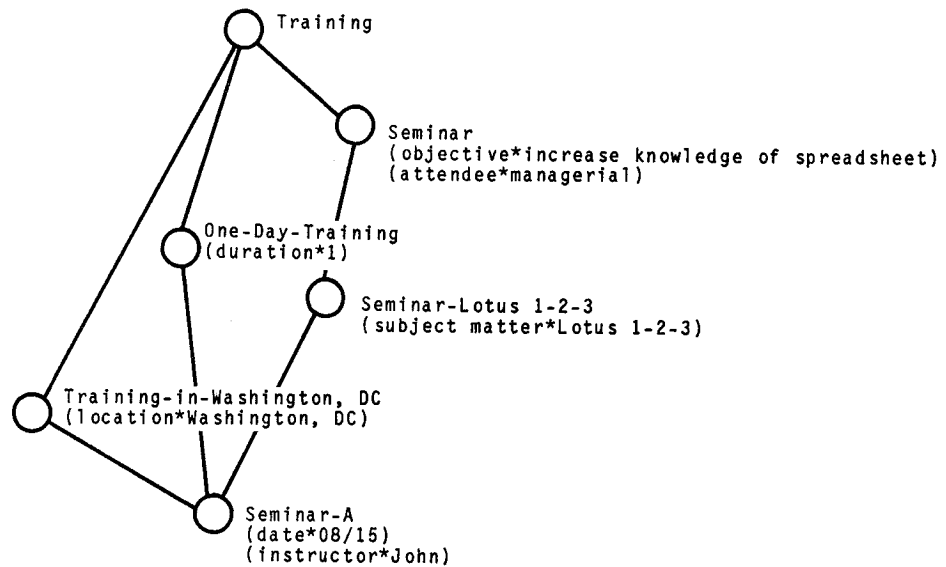 Training
Seminar
(objective*increase knowledge of spreadsheet)
(attendee*managerial)
One-Day-Training
(duration*1)
Seminar-Lotus 1-2-3
(subject matter*Lotus 1-2-3)
Training-in-Washington, DC
(location*Washington, DC)
Seminar-A
(date*08/15)
(instructor*John)